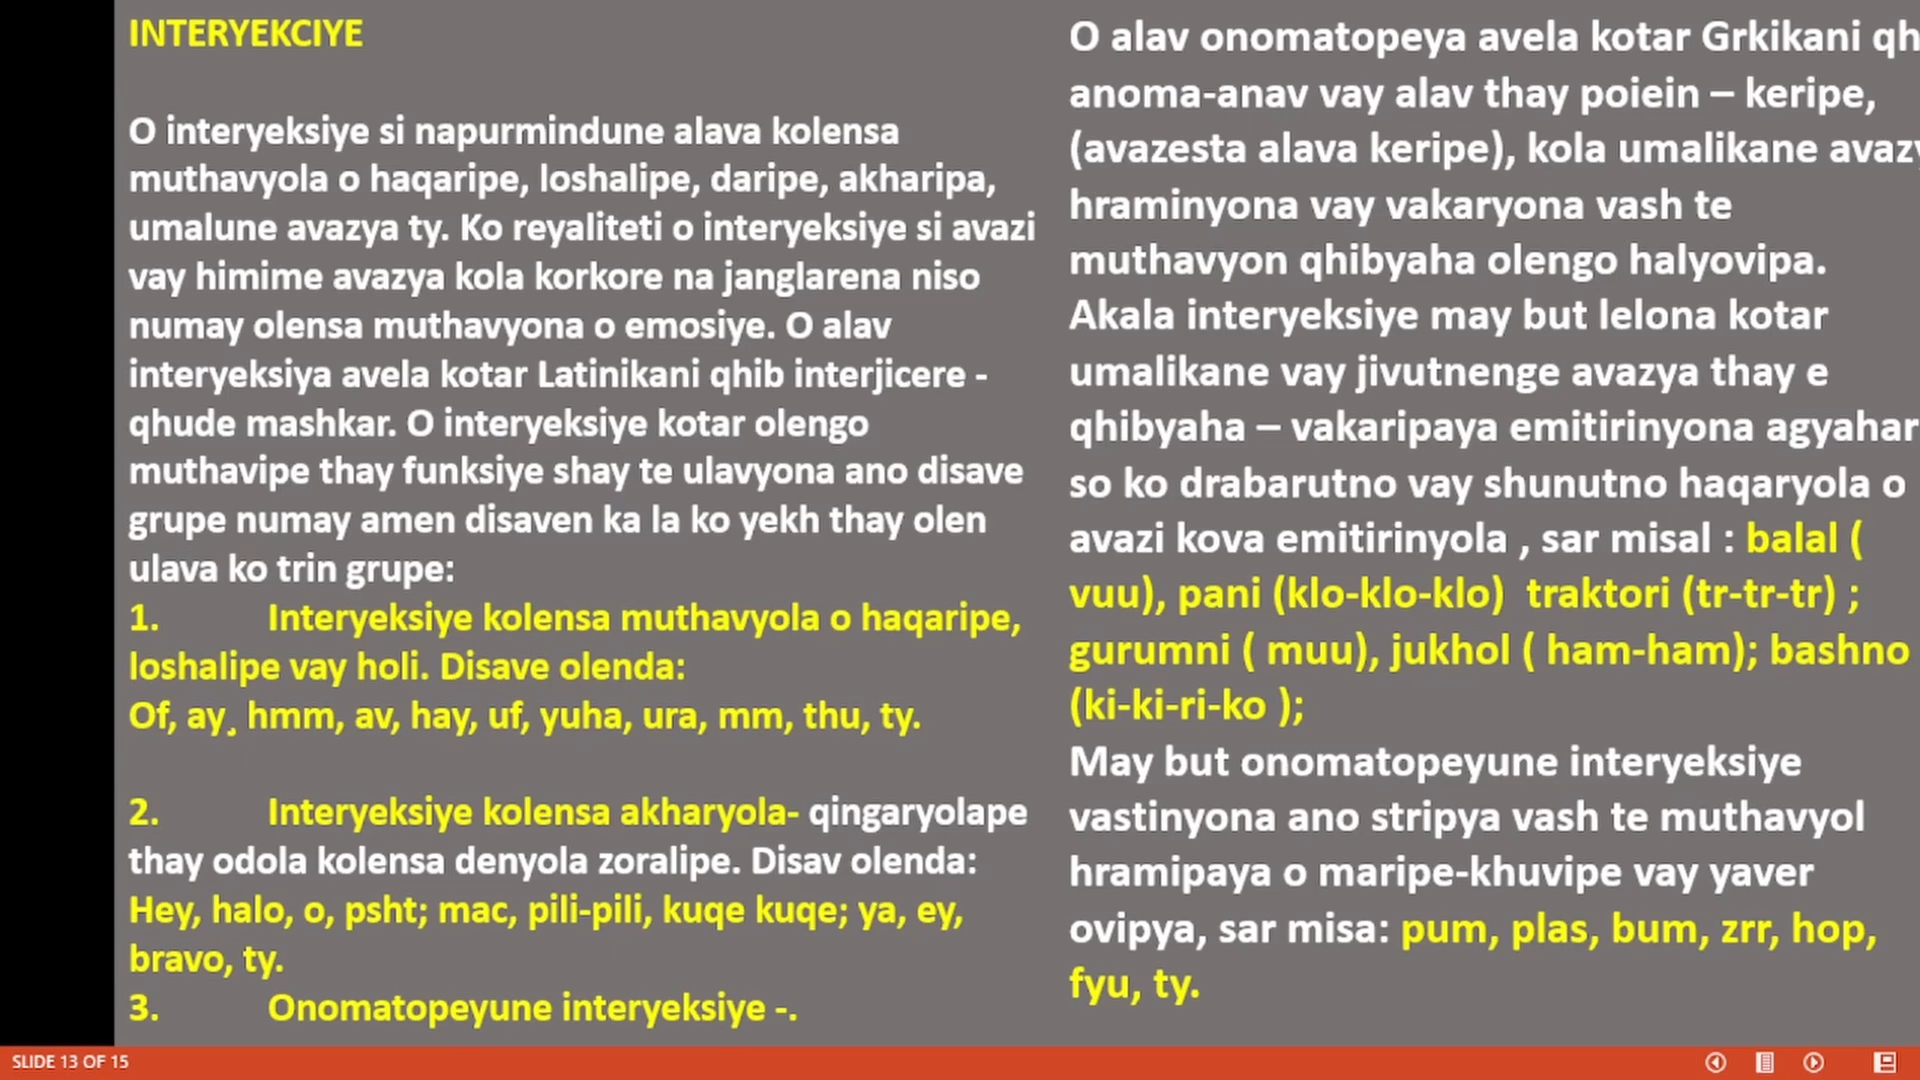 INTERYEKCIYE
O interyeksiye si napurmindune alava kolensa
muthavyola o haqaripe, loshalipe, daripe, akharipa,
umalune avazya ty. Ko reyaliteti o interyeksiye si avazi
vay himime avazya kola korkore na janglarena niso
numay olensa muthavyona o emosiye. O alav
interyeksiya avela kotar Latinikani qhib interjicere -
qhude mashkar. O interyeksiye kotar olengo
muthavipe thay funksiye shay te ulavyona ano disave
grupe numay amen disaven ka la ko yekh thay olen
ulava ko trin grupe:
1. Interyeksiye kolensa muthavyola o haqaripe,
loshalipe vay holi. Disave olenda:
Of, ay¸ hmm, av, hay, uf, yuha, ura, mm, thu, ty.
2. Interyeksiye kolensa akharyola- qingaryolape
thay odola kolensa denyola zoralipe. Disav olenda:
Hey, halo, o, psht; mac, pili-pili, kuqe kuqe; ya, ey,
bravo, ty.
3. Onomatopeyune interyeksiye -.
O alav onomatopeya avela kotar Grkikani qh
anoma-anav vay alav thay poiein – keripe,
(avazesta alava keripe), kola umalikane avazy
hraminyona vay vakaryona vash te
muthavyon qhibyaha olengo halyovipa.
Akala interyeksiye may but lelona kotar
umalikane vay jivutnenge avazya thay e
qhibyaha – vakaripaya emitirinyona agyahar
so ko drabarutno vay shunutno haqaryola o
avazi kova emitirinyola , sar misal : balal (
vuu), pani (klo-klo-klo)  traktori (tr-tr-tr) ;
gurumni ( muu), jukhol ( ham-ham); bashno
(ki-ki-ri-ko );
May but onomatopeyune interyeksiye
vastinyona ano stripya vash te muthavyol
hramipaya o maripe-khuvipe vay yaver
ovipya, sar misa: pum, plas, bum, zrr, hop,
fyu, ty.
SLIDE 13 OF 15